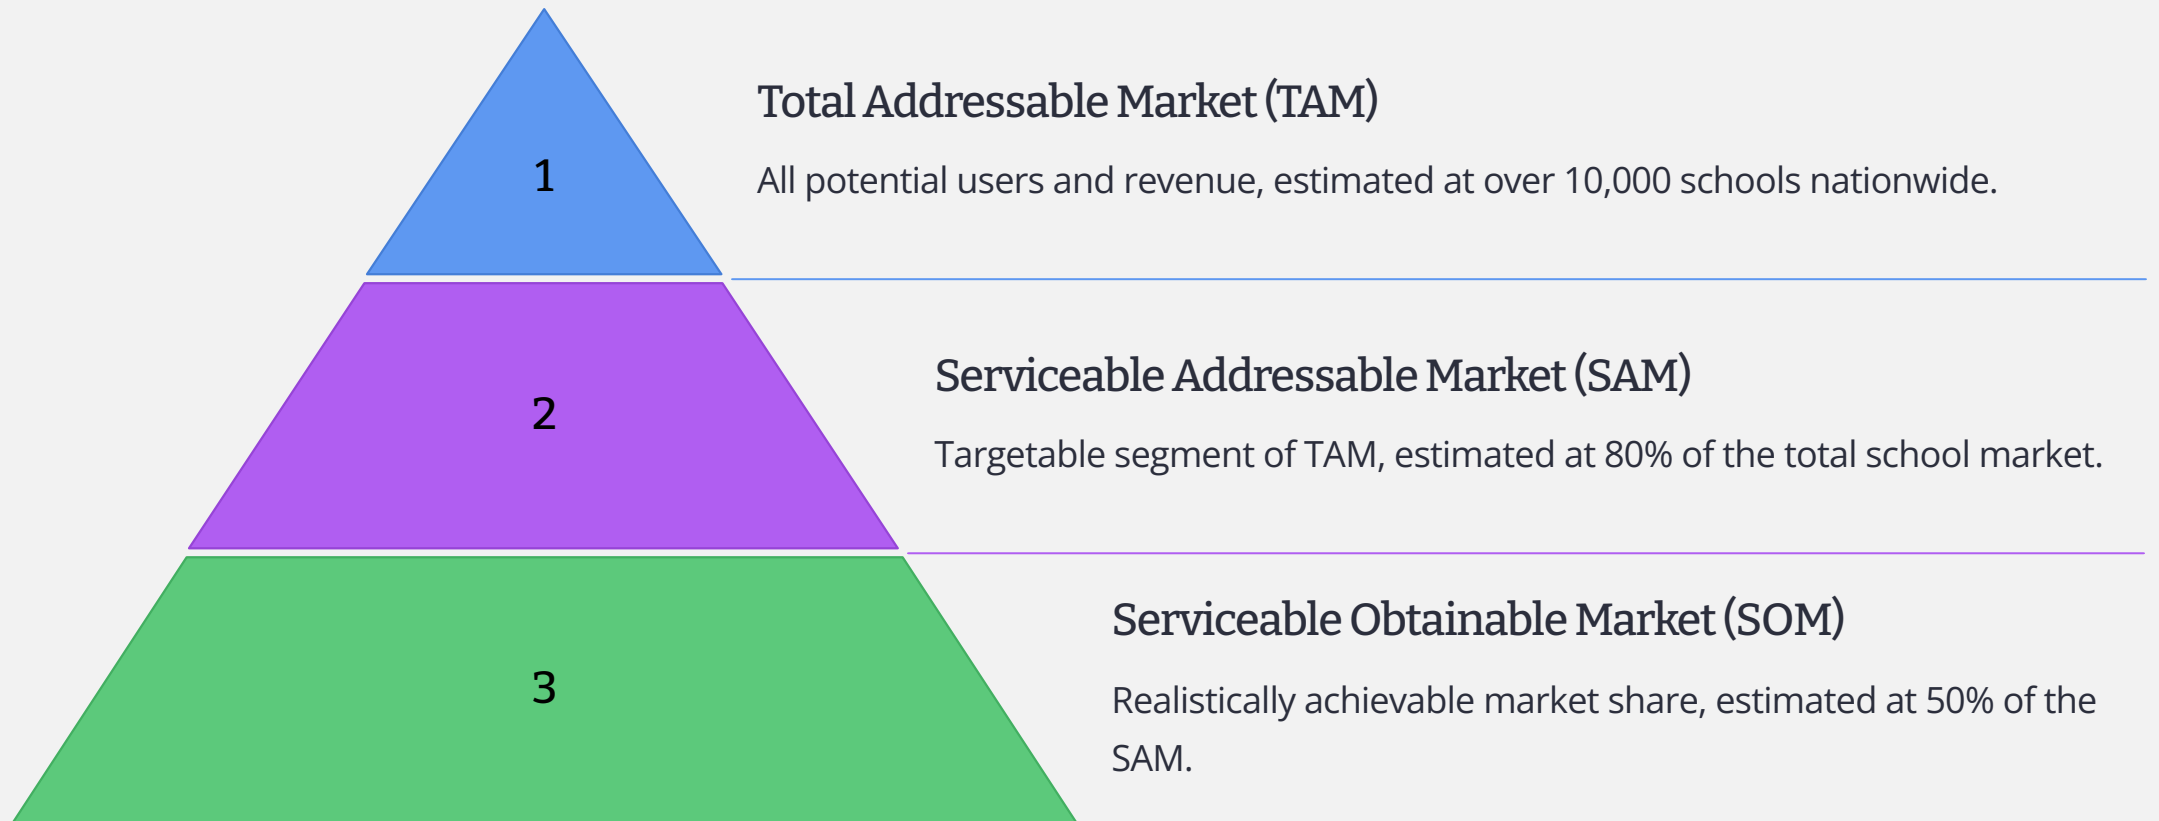 1
Total Addressable Market (TAM)
All potential users and revenue, estimated at over 10,000 schools nationwide.
2
Serviceable Addressable Market (SAM)
Targetable segment of TAM, estimated at 80% of the total school market.
3
Serviceable Obtainable Market (SOM)
Realistically achievable market share, estimated at 50% of the
SAM.